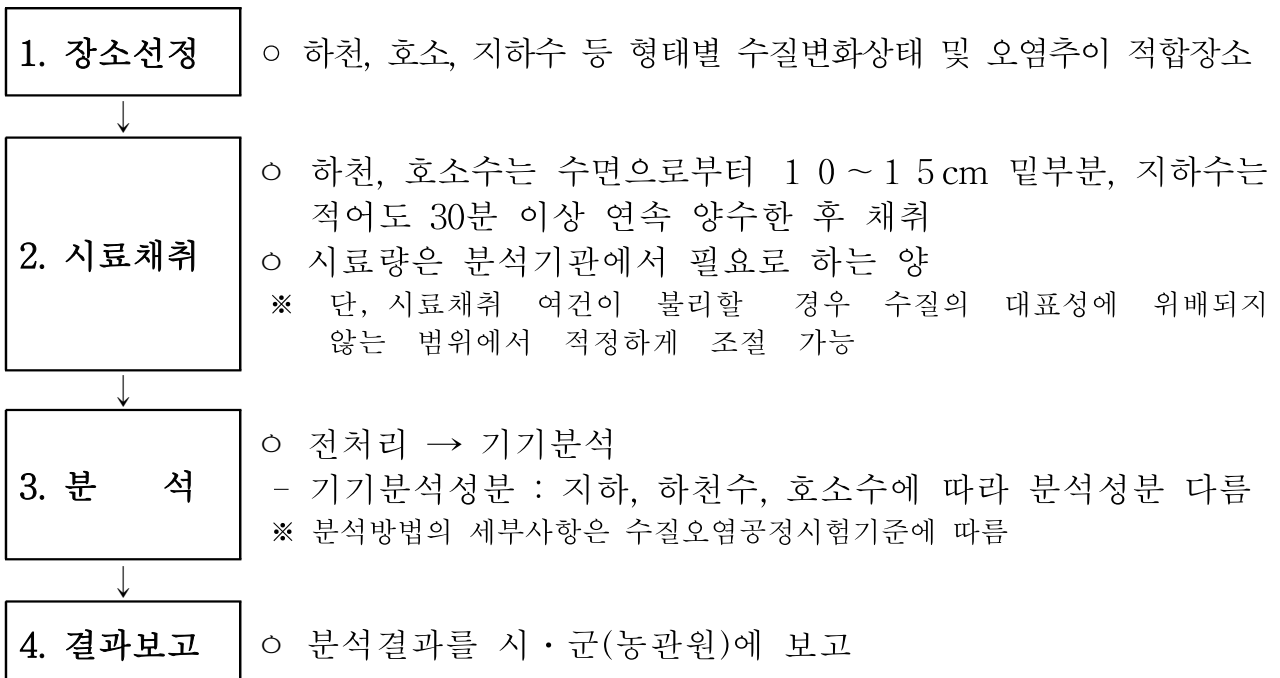 1. 장소선정
○ 하천, 호소, 지하수 등 형태별 수질변화상태 및 오염추이 적합장소
↓
2. 시료채취
○ 하천, 호소수는 수면으로부터 10~15cm 밑부분, 지하수는
적어도 30분 이상 연속 양수한 후 채취
○ 시료량은 분석기관에서 필요로 하는 양
※ 단, 시료채취 여건이 불리할 경우 수질의 대표성에 위배되지
않는 범위에서 적정하게 조절 가능
↓
3. 분 석
○ 전처리 → 기기분석
- 기기분석성분 : 지하, 하천수, 호소수에 따라 분석성분 다름
※ 분석방법의 세부사항은 수질오염공정시험기준에 따름
↓
4. 결과보고
○ 분석결과를 시·군(농관원)에 보고